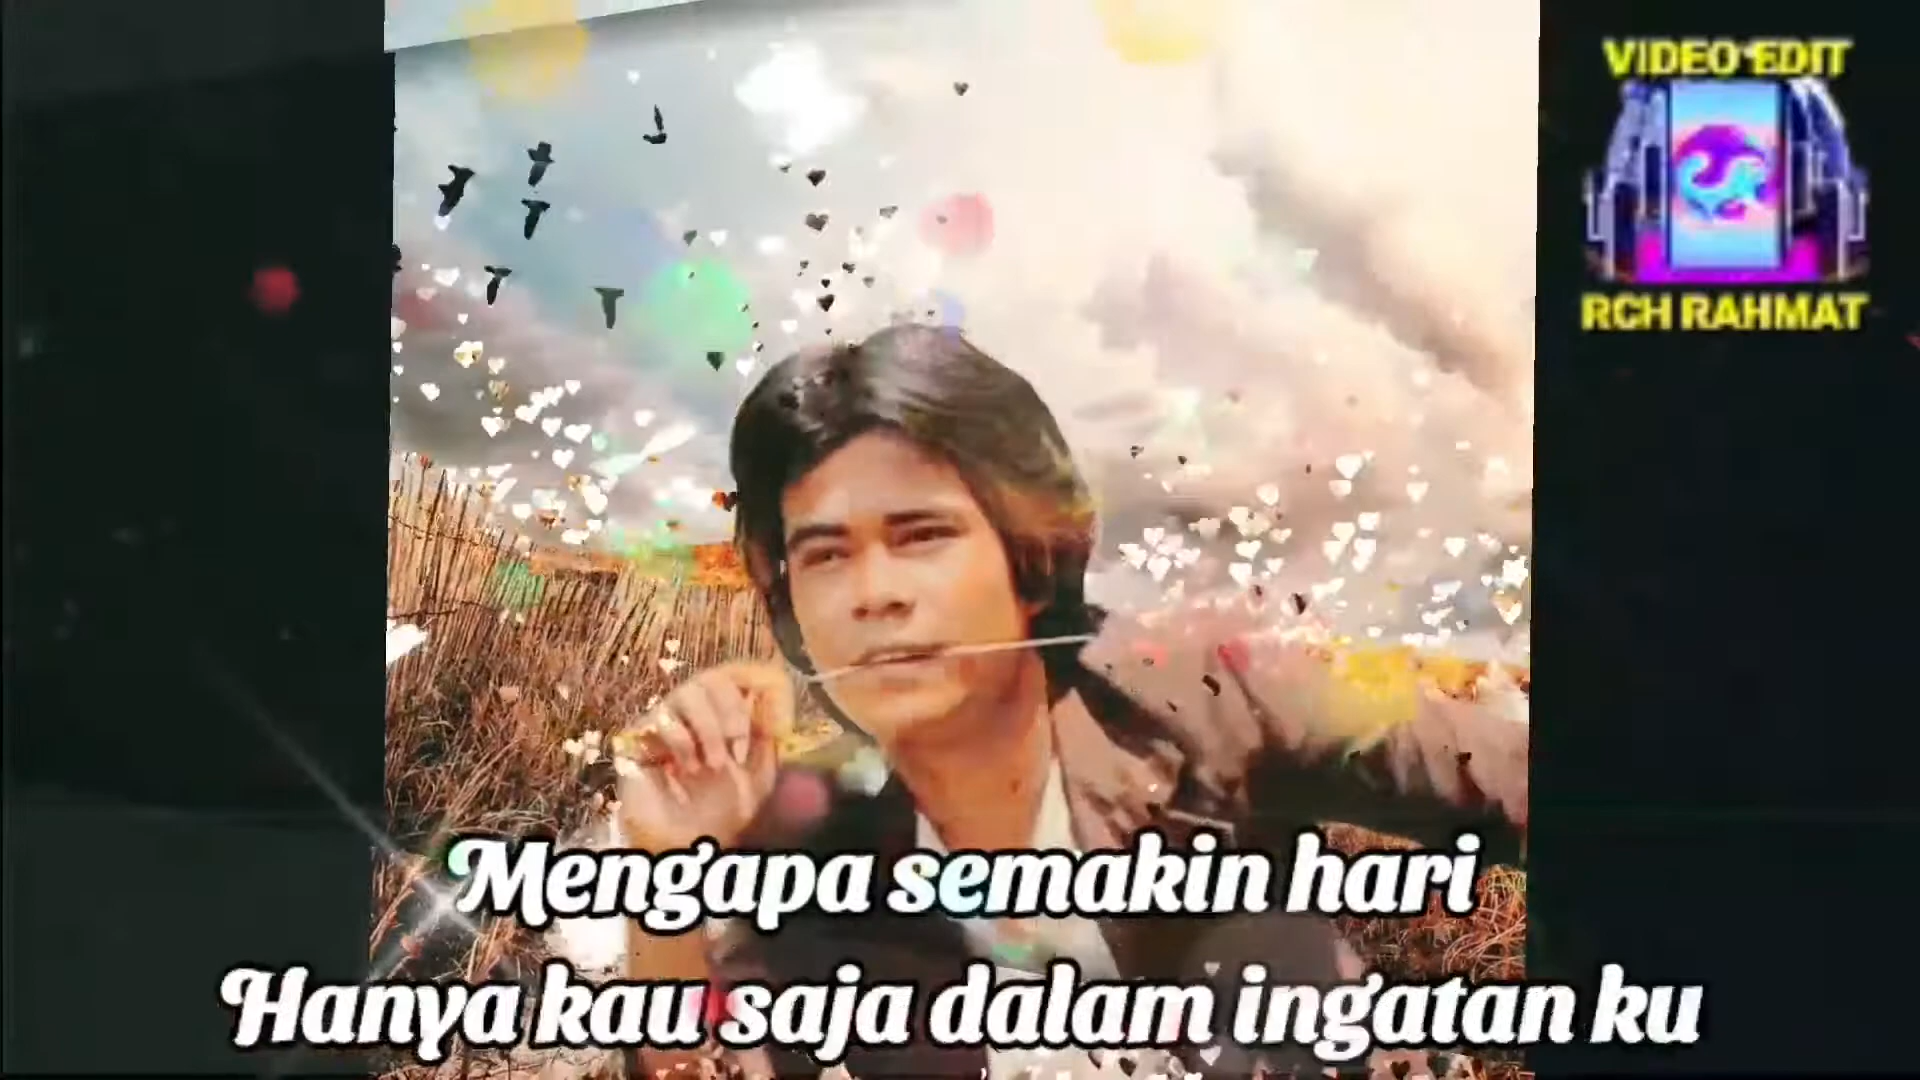 VIDEO EDIT
RCH RAHMAT
Mengapa semakin hari
Hanya kau saja dalam ingatan ku